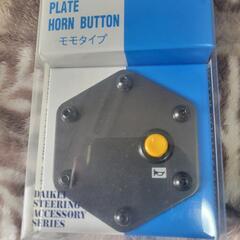 PLATE
HORN BUTTON
モモタイプ
DAIKEI
STEERING
ACCESSORY
SERIES